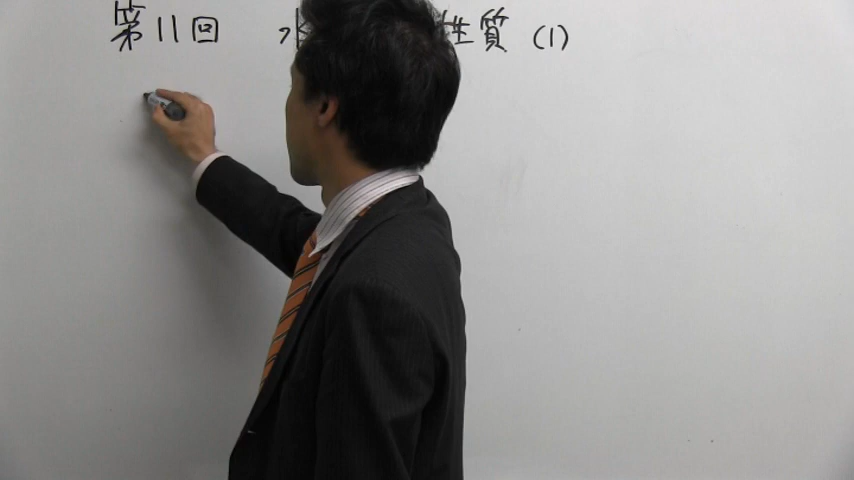 第11回 水 性質 (1)